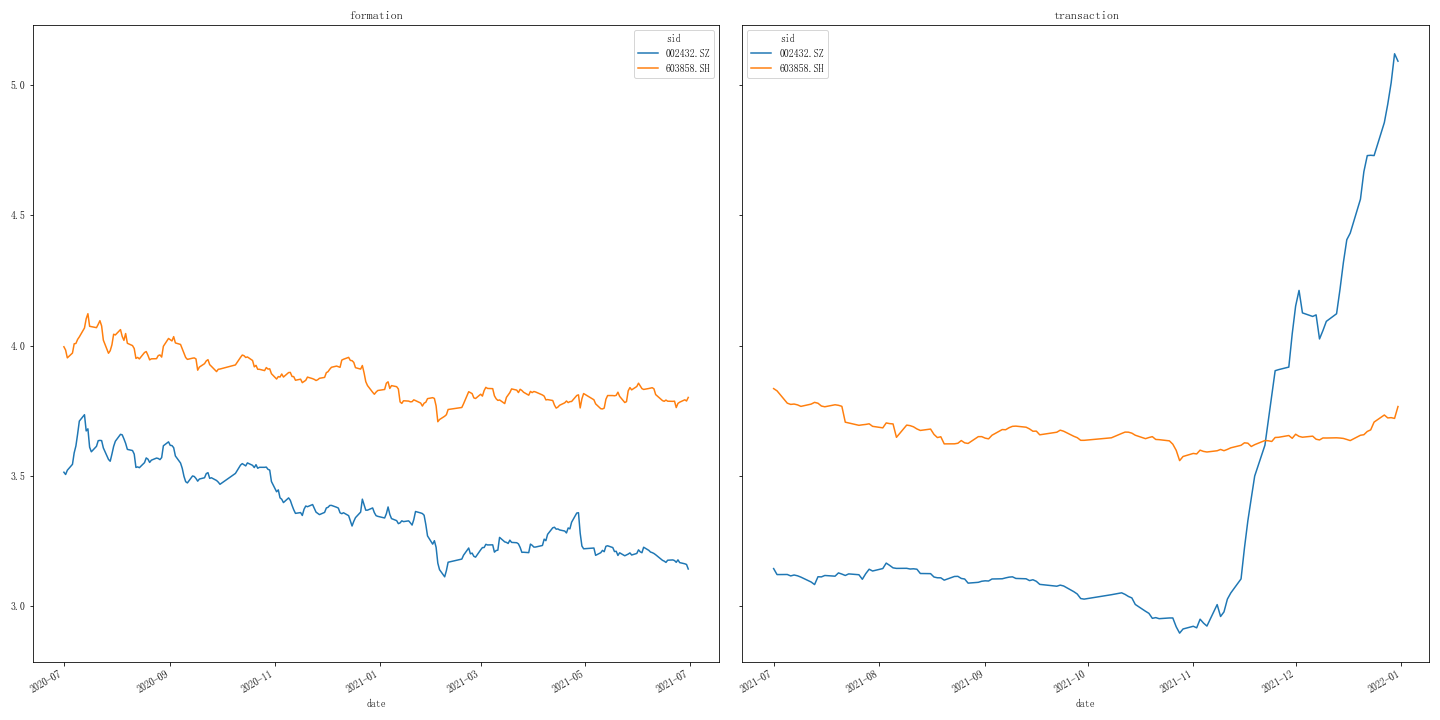 formation
sid
002432.SZ
603858.SH
5.0
4.5
4.0
3.5
3.0
2020-07
2020-09
2020-11
2021-01
2021-03
2021-05
2021-07
date
transaction
sid
002432.SZ
603858.SH
2021-07
2021-08
2021-09
2021-10
2021-11
2021-12
2022-01
date